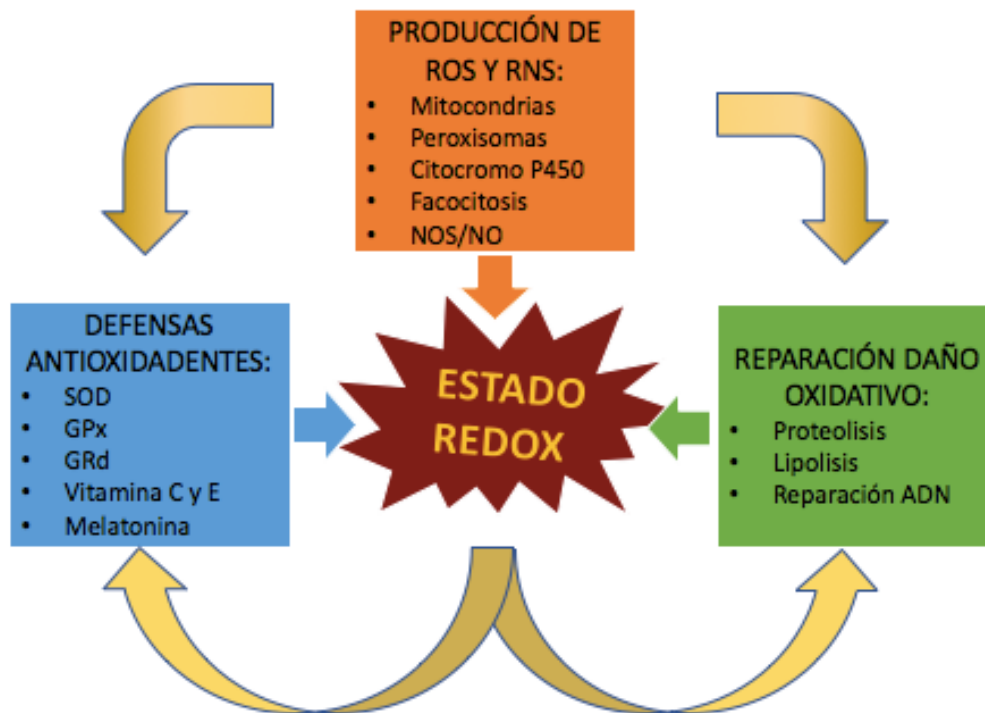 PRODUCCIÓN DE
ROS Y RNS:
• Mitocondrias
• Peroxisomas
• Citocromo P450
• Facocitosis
• NOS/NO
DEFENSAS
ANTIOXIDADENTES:
• SOD
• GPx
• GRd
• Vitamina C y E
• Melatonina
ESTADO
REDOX
REPARACIÓN DAÑO
OXIDATIVO:
• Proteolisis
• Lipolisis
• Reparación ADN